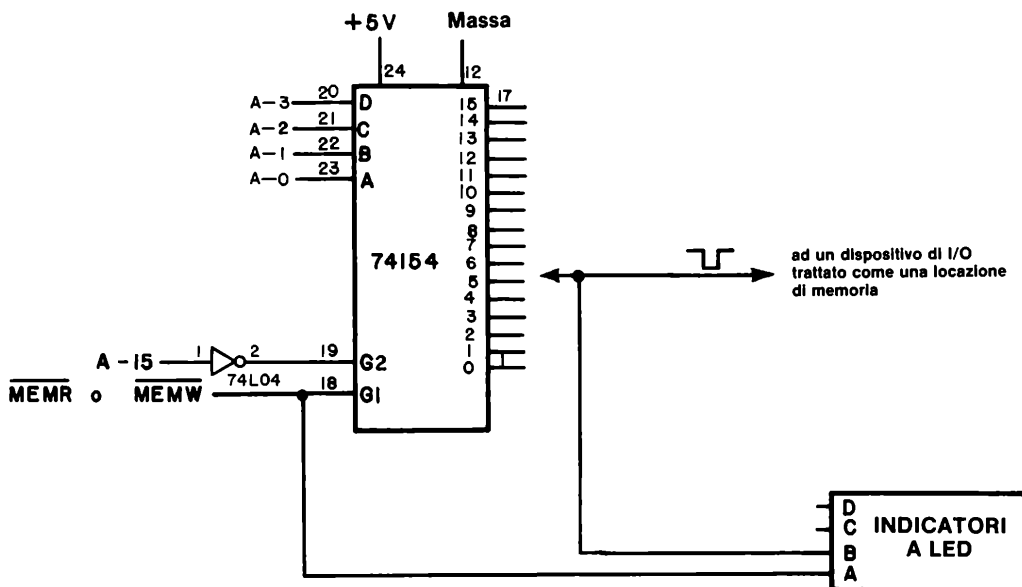 +5V Massa
24 12
A-3 20 D 15 17
A-2 21 C 14
A-1 22 B 13
A-0 23 A 12
11
10
9
8
74154 7
6
5
4
3
2
1
0
ad un dispositivo di I/O
trattato come una locazione
di memoria
A-15 1 2 19 G2
74L04
MEMR o MEMW 18 G1
D
C
B
A
INDICATORI
A LED